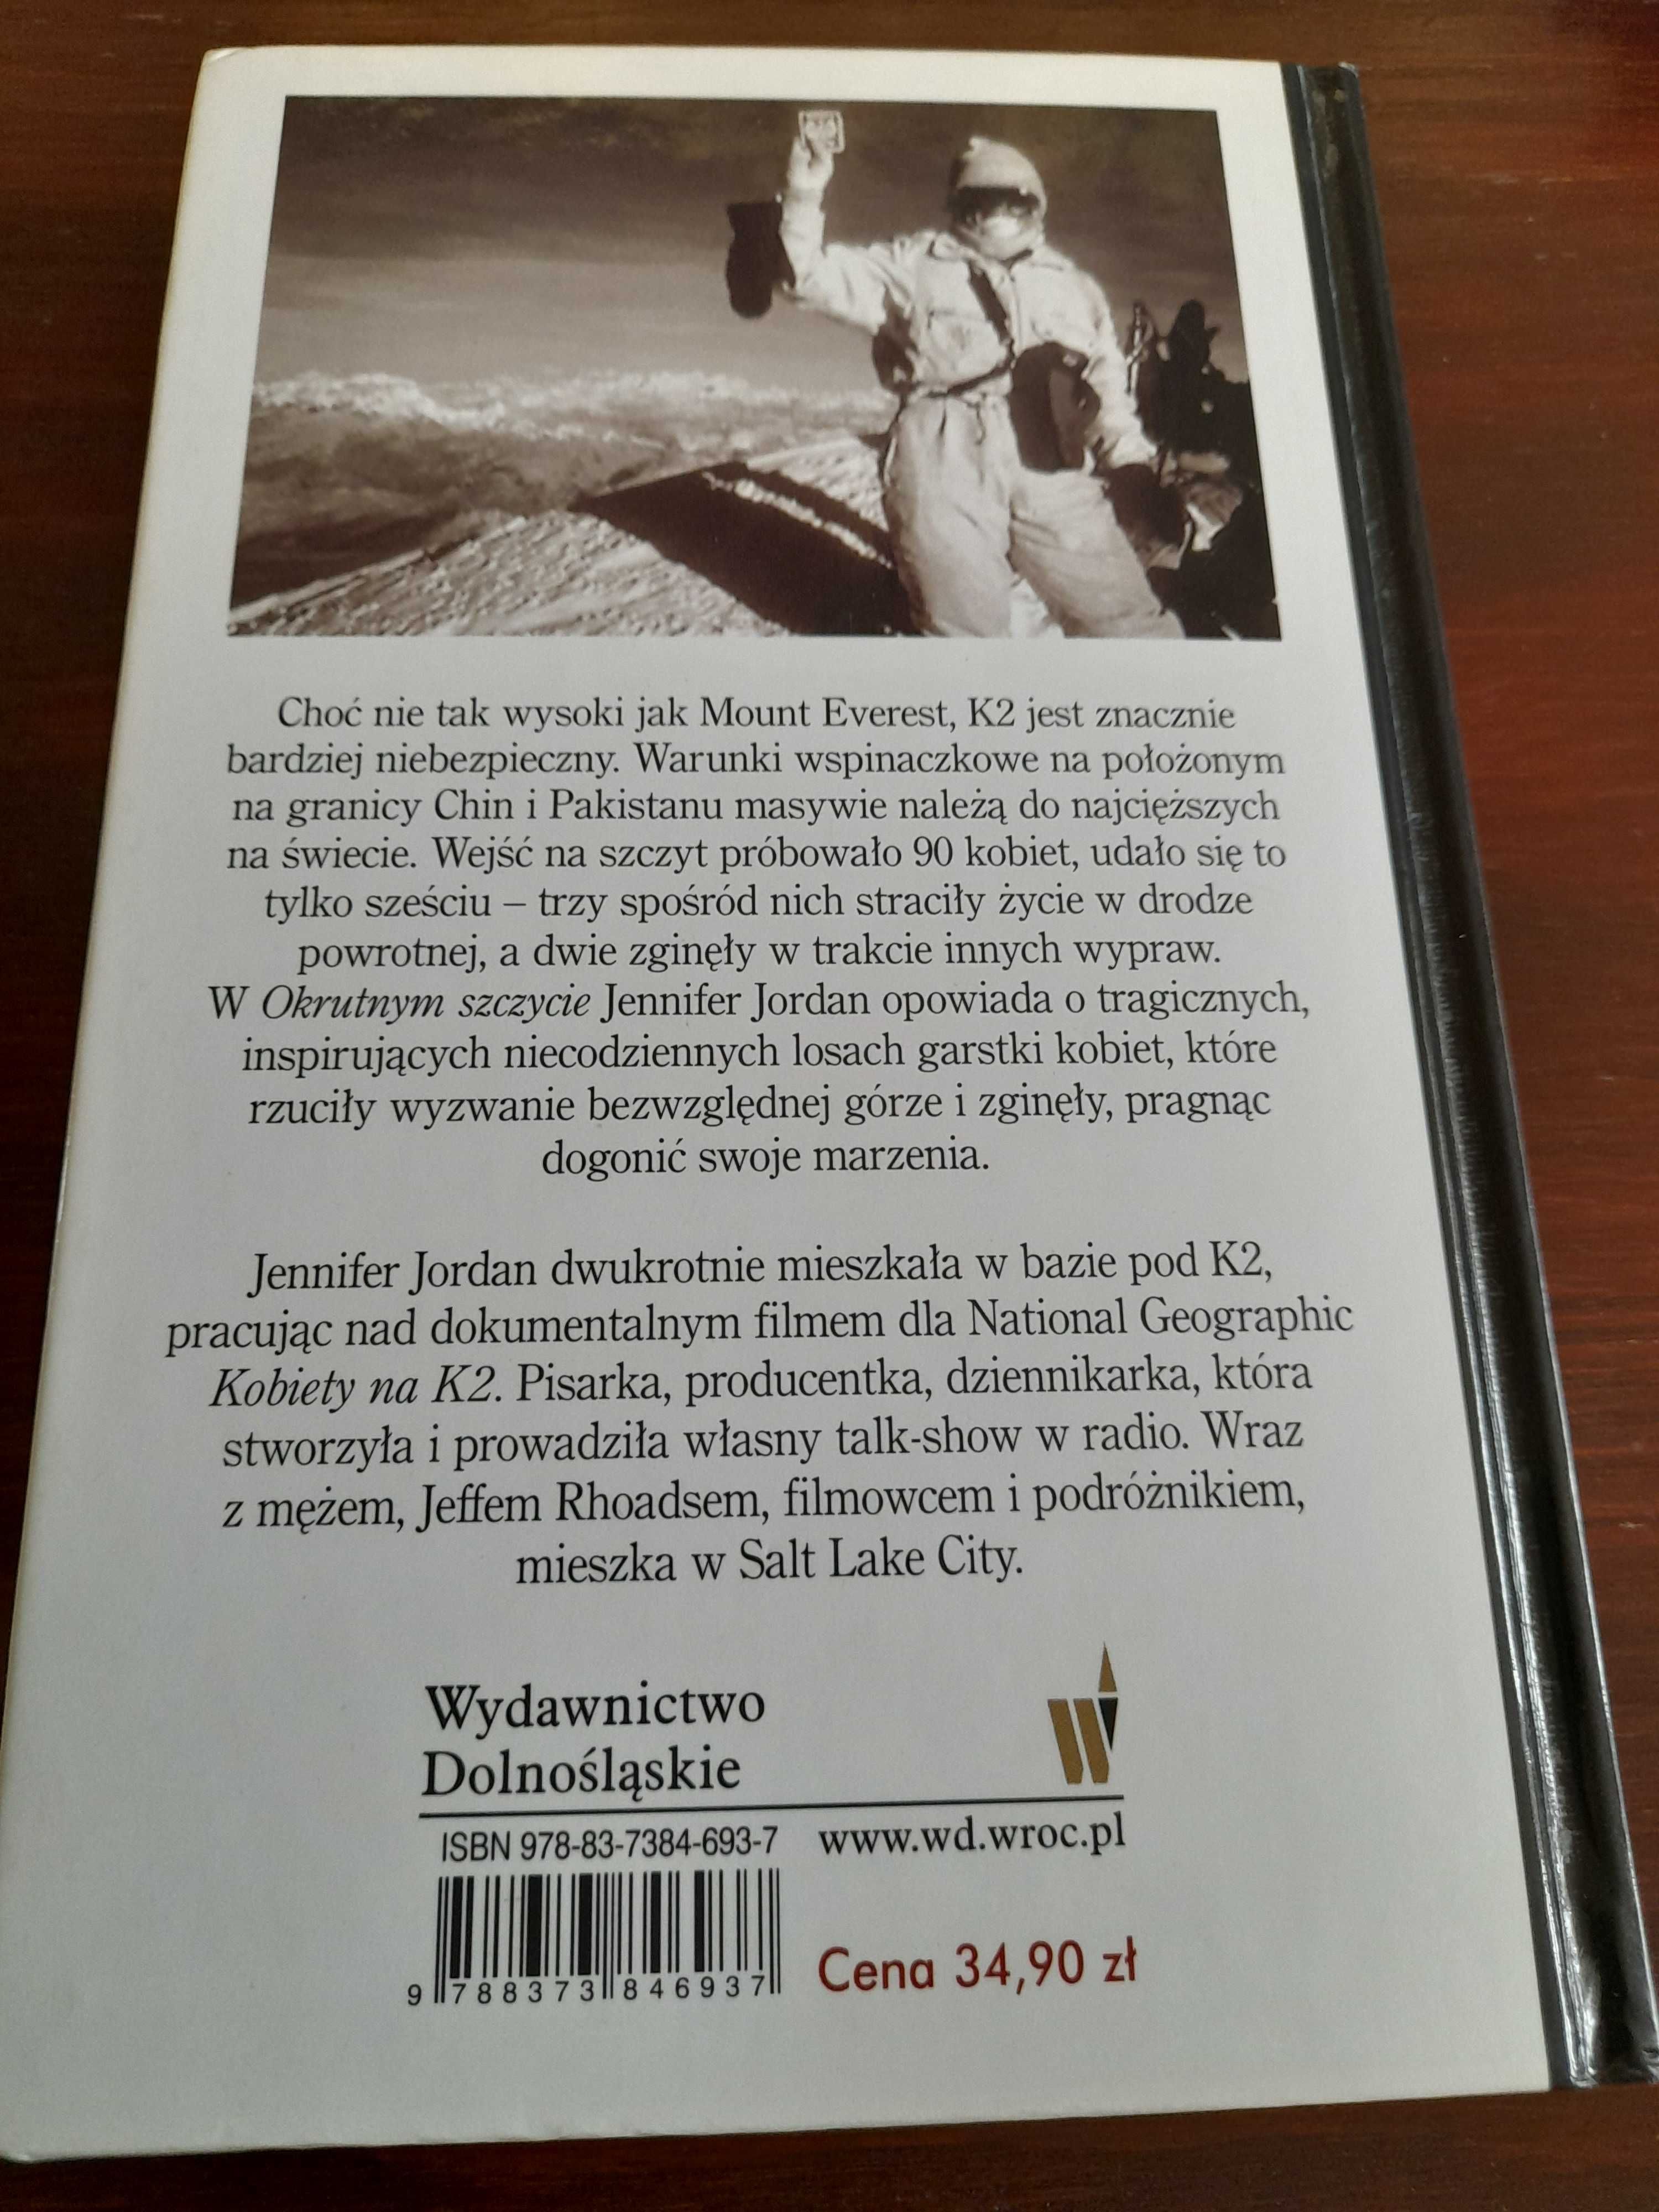 Choć nie tak wysoki jak Mount Everest, K2 jest znacznie
bardziej niebezpieczny. Warunki wspinaczkowe na położonym
na granicy Chin i Pakistanu masywie należą do najcięższych
na świecie. Wejść na szczyt próbowało 90 kobiet, udało się to
tylko sześciu – trzy spośród nich straciły życie w drodze
powrotnej, a dwie zginęły w trakcie innych wypraw.
W Okrutnym szczycie Jennifer Jordan opowiada o tragicznych,
inspirujących niecodziennych losach garstki kobiet, które
rzuciły wyzwanie bezwzględnej górze i zginęły, pragnąc
dogonić swoje marzenia.
Jennifer Jordan dwukrotnie mieszkała w bazie pod K2,
pracując nad dokumentalnym filmem dla National Geographic
Kobiety na K2. Pisarka, producentka, dziennikarka, która
stworzyła i prowadziła własny talk-show w radio. Wraz
z mężem, Jeffem Rhoadsem, filmowcem i podróżnikiem,
mieszka w Salt Lake City.
Wydawnictwo
Dolnośląskie
ISBN 978-83-7384-693-7 www.wd.wroc.pl
9 788373 846937
Cena 34,90 zł